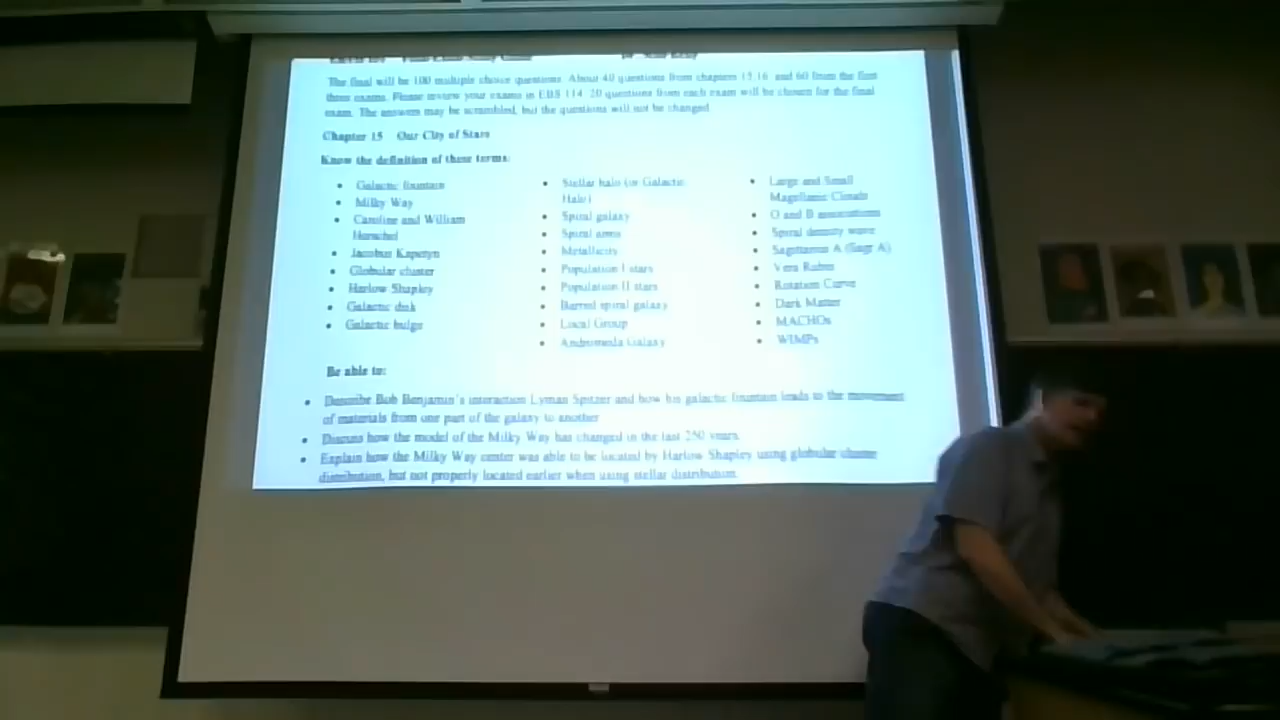 The final will be 100 multiple choice questions. About 40 questions from chapters 15,16 and 60 from the first
three exams. Please review your exams in EDS 114. 20 questions from each exam will be chosen for the final
exam. The answers may be scrambled, but the questions will not be changed
Chapter 15 Our City of Stars
Know the definition of these terms:
• Galactic fountain
• Milky Way
• Caroline and William
Herschel
• Jacobus Kapteyn
• Globular cluster
• Harlow Shapley
• Galactic disk
• Galactic bulge
• Stellar halo (or Galactic
Halo)
• Spiral galaxy
• Spiral arms
• Metallicity
• Population I stars
• Population II stars
• Barred spiral galaxy
• Local Group
• Andromeda Galaxy
• Large and Small
Magellanic Clouds
• O and B associations
• Spiral density wave
• Sagittarius A (Sagr A)
• Vera Rubin
• Rotation Curve
• Dark Matter
• MACHOs
• WIMPs
Be able to:
• Describe Bob Benjamin's interaction Lyman Spitzer and how his galactic fountain leads to the movement
of materials from one part of the galaxy to another
• Discuss how the model of the Milky Way has changed in the last 250 years.
• Explain how the Milky Way center was able to be located by Harlow Shapley using globular cluster
distribution, but not properly located earlier when using stellar distribution.